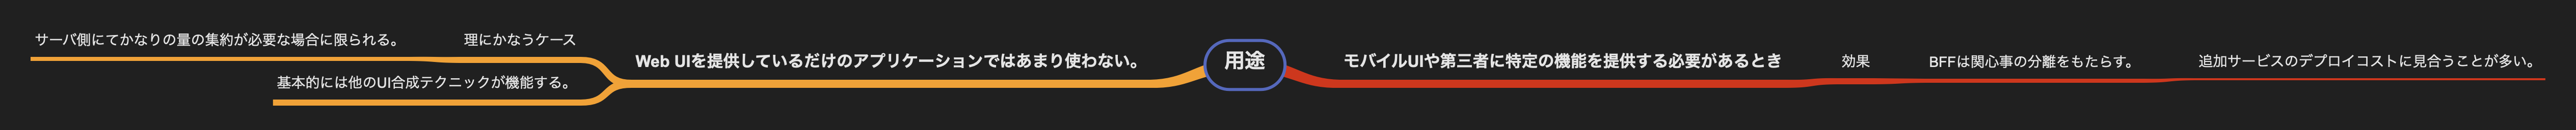 用途
モバイルUIや第三者に特定の機能を提供する必要があるとき
効果
BFFは関心事の分離をもたらす。
追加サービスのデプロイコストに見合うことが多い。
Web UIを提供しているだけのアプリケーションではあまり使わない。
理にかなうケース
サーバ側にてかなりの量の集約が必要な場合に限られる。
基本的には他のUI合成テクニックが機能する。